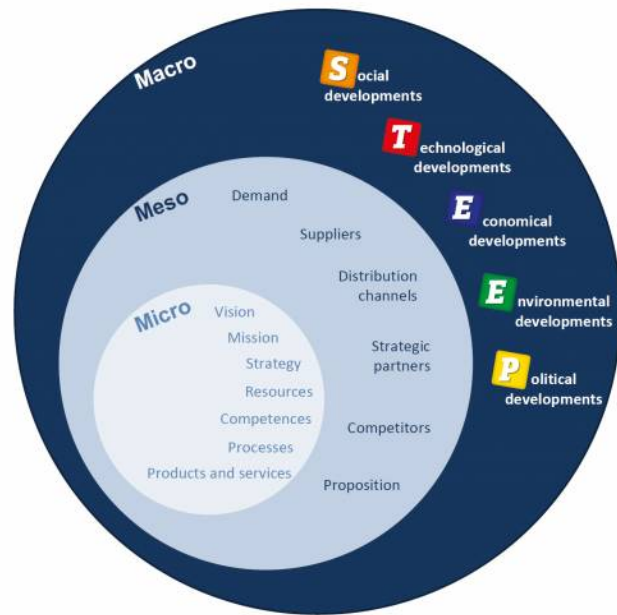 Macro
Social
developments
Technological
developments
Economical
developments
Environmental
developments
Political
developments
Meso
Demand
Suppliers
Distribution
channels
Strategic
partners
Competitors
Proposition
Micro
Vision
Mission
Strategy
Resources
Competences
Processes
Products and services